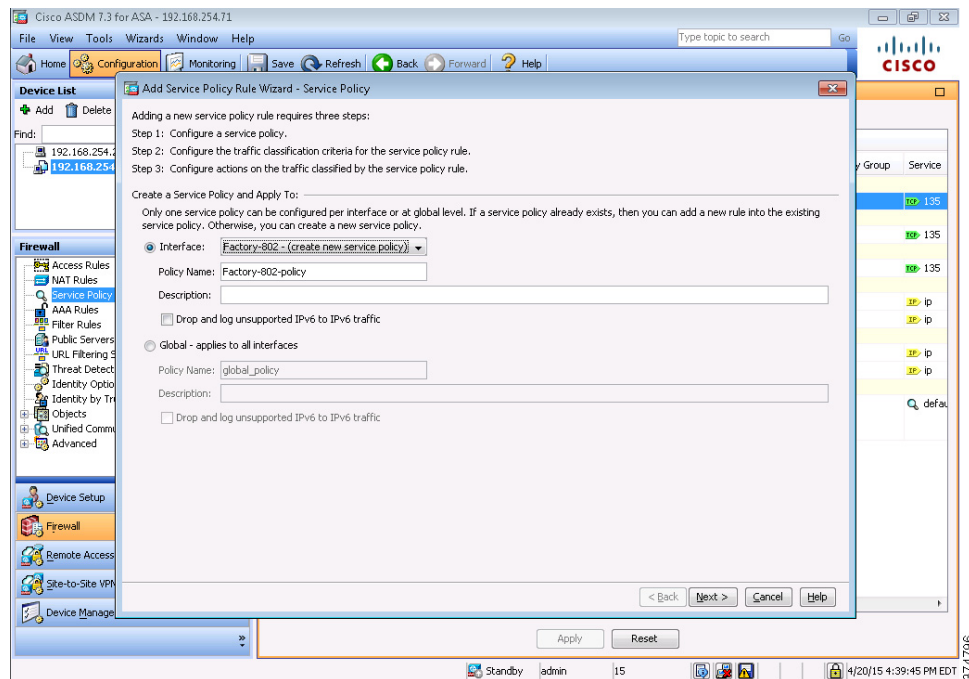 Cisco ASDM 7.3 for ASA - 192.168.254.71
File View Tools Wizards Window Help
Type topic to search
Go
Home Configuration Monitoring Save Refresh Back Forward Help
CISCO
Device List
Add Delete
Find:
192.168.254.2
192.168.254
Firewall
Access Rules
NAT Rules
Service Policy
AAA Rules
Filter Rules
Public Servers
URL Filtering S
Threat Detect
Identity Optio
Identity by Tr
Objects
Unified Commu
Advanced
Device Setup
Firewall
Remote Access
Site-to-Site VPN
Device Manage
Add Service Policy Rule Wizard - Service Policy
Adding a new service policy rule requires three steps:
Step 1: Configure a service policy.
Step 2: Configure the traffic classification criteria for the service policy rule.
Step 3: Configure actions on the traffic classified by the service policy rule.
Create a Service Policy and Apply To:
Only one service policy can be configured per interface or at global level. If a service policy already exists, then you can add a new rule into the existing
service policy. Otherwise, you can create a new service policy.
Interface: Factory-802 - (create new service policy)
Policy Name: Factory-802-policy
Description:
Drop and log unsupported IPv6 to IPv6 traffic
Global - applies to all interfaces
Policy Name: global_policy
Description:
Drop and log unsupported IPv6 to IPv6 traffic
< Back Next > Cancel Help
y Group Service
TCP 135
TCP 135
TCP 135
IP ip
IP ip
IP ip
IP ip
defau
Apply Reset
Standby admin 15 4/20/15 4:39:45 PM EDT
374796